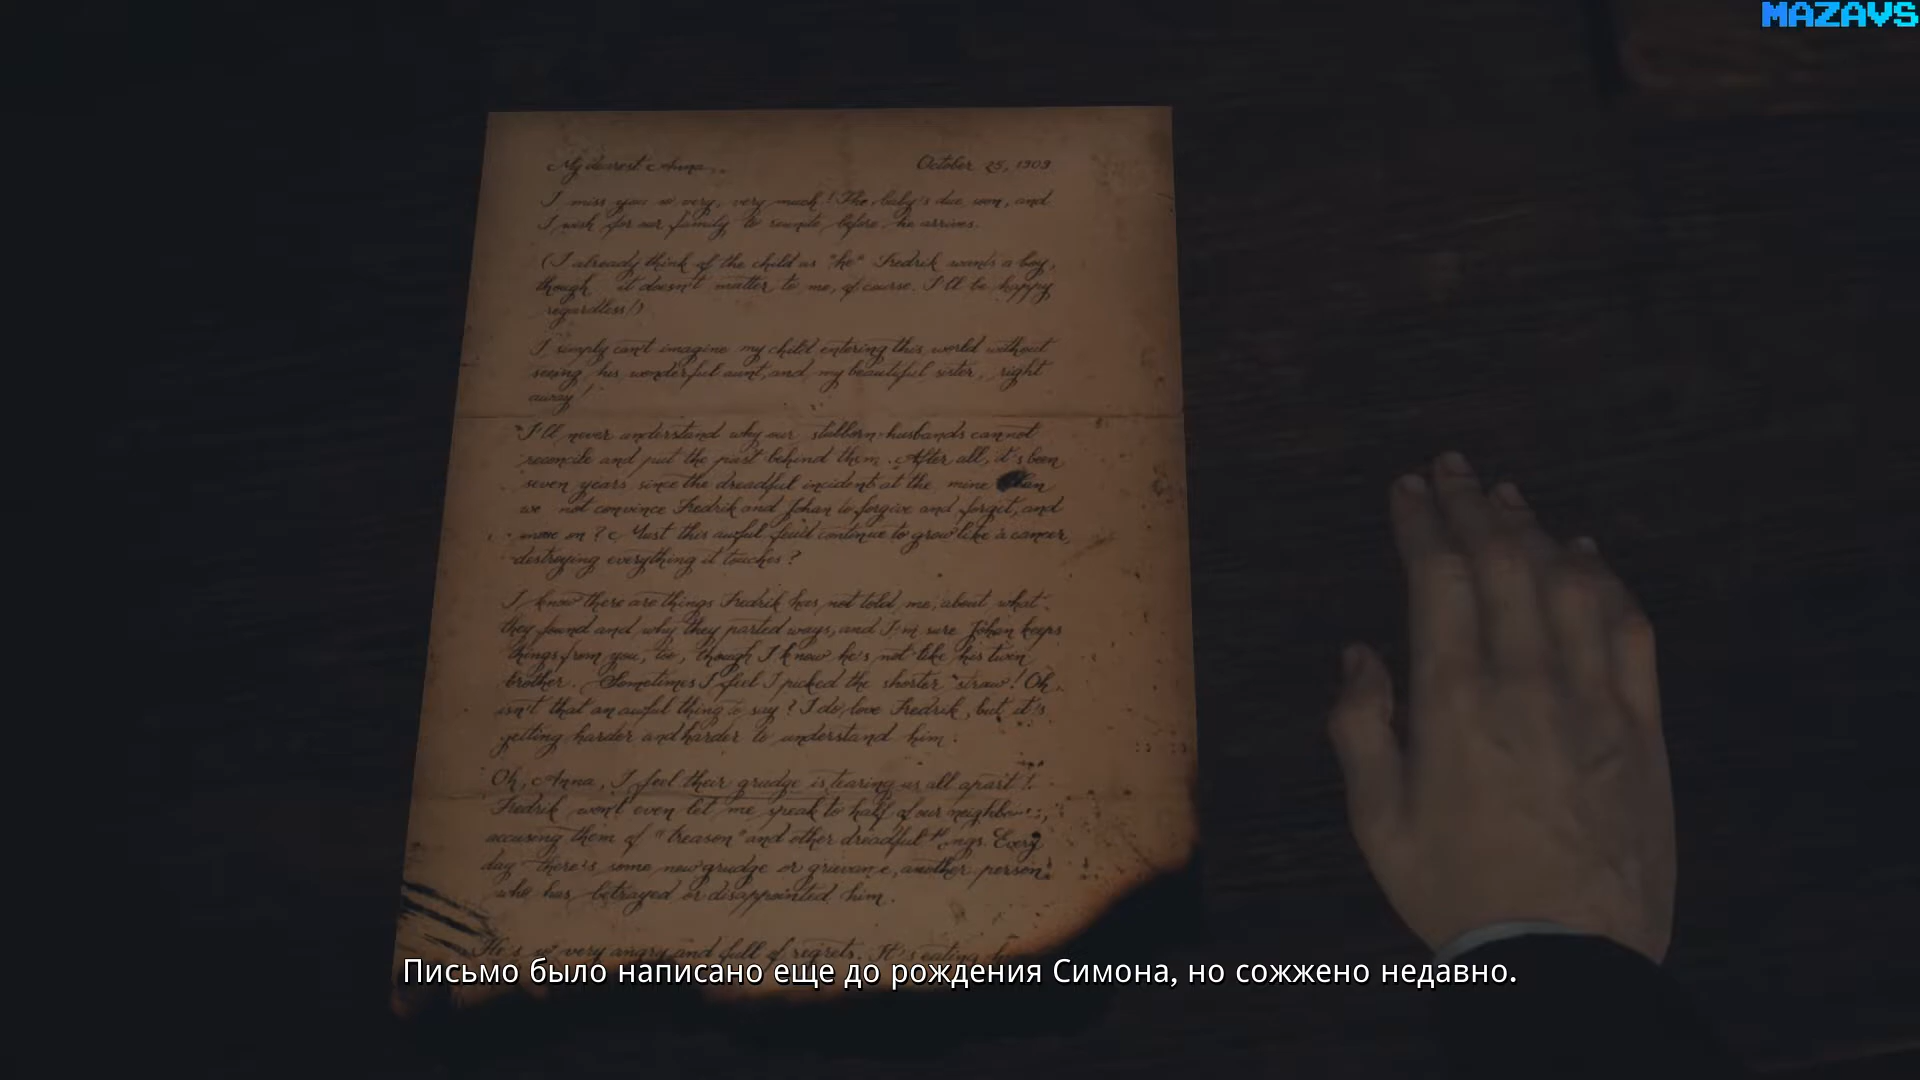 MAZAVS
My dearest Anna... October 25, 1909
I miss you so very, very much! The baby's due soon, and
I wish for our family to reunite before he arrives.
(I already think of the child as "he" Fredrik wants a boy,
though it doesn't matter to me, of course. I'll be happy
regardless!)
I simply can't imagine my child entering this world without
seeing his wonderful aunt, and my beautiful sister, right
away!
I'll never understand why our stubborn husbands cannot
reconcile and put the past behind them. After all, it's been
seven years since the dreadful incident at the mine
we not convince Fredrik and Johan to forgive and forget, and
move on? Must this awful feud continue to grow like a cancer,
destroying everything it touches?
I know there are things Fredrik has not told me, about what
they found and why they parted ways, and I'm sure Johan keeps
things from you, too, though I know he's not like his twin
brother. Sometimes I feel I picked the shorter straw! Oh,
isn't that an awful thing to say? I do love Fredrik, but it's
getting harder and harder to understand him.
Oh, Anna, I feel their grudge is tearing us all apart!
Fredrik won't even let me speak to half of our
accusing them of "treason" and other dreadful things. Every
day there's some new grudge or grievance, another person
who has betrayed or disappointed him.
He's so very angry and full of regrets. It's eating
Письмо было написано еще до рождения Симона, но сожжено недавно.